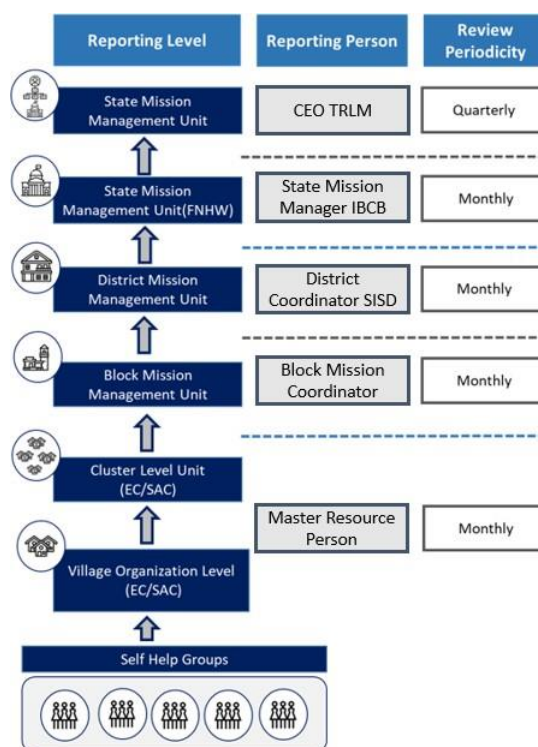 Reporting Level
Reporting Person
Review
Periodicity
State Mission
Management Unit
CEO TRLM
Quarterly
State Mission
Management Unit(FNHW)
State Mission
Manager IBCB
Monthly
District Mission
Management Unit
District
Coordinator SISD
Monthly
Block Mission
Management Unit
Block Mission
Coordinator
Monthly
Cluster Level Unit
(EC/SAC)
Master Resource
Person
Monthly
Village Organization Level
(EC/SAC)
Self Help Groups